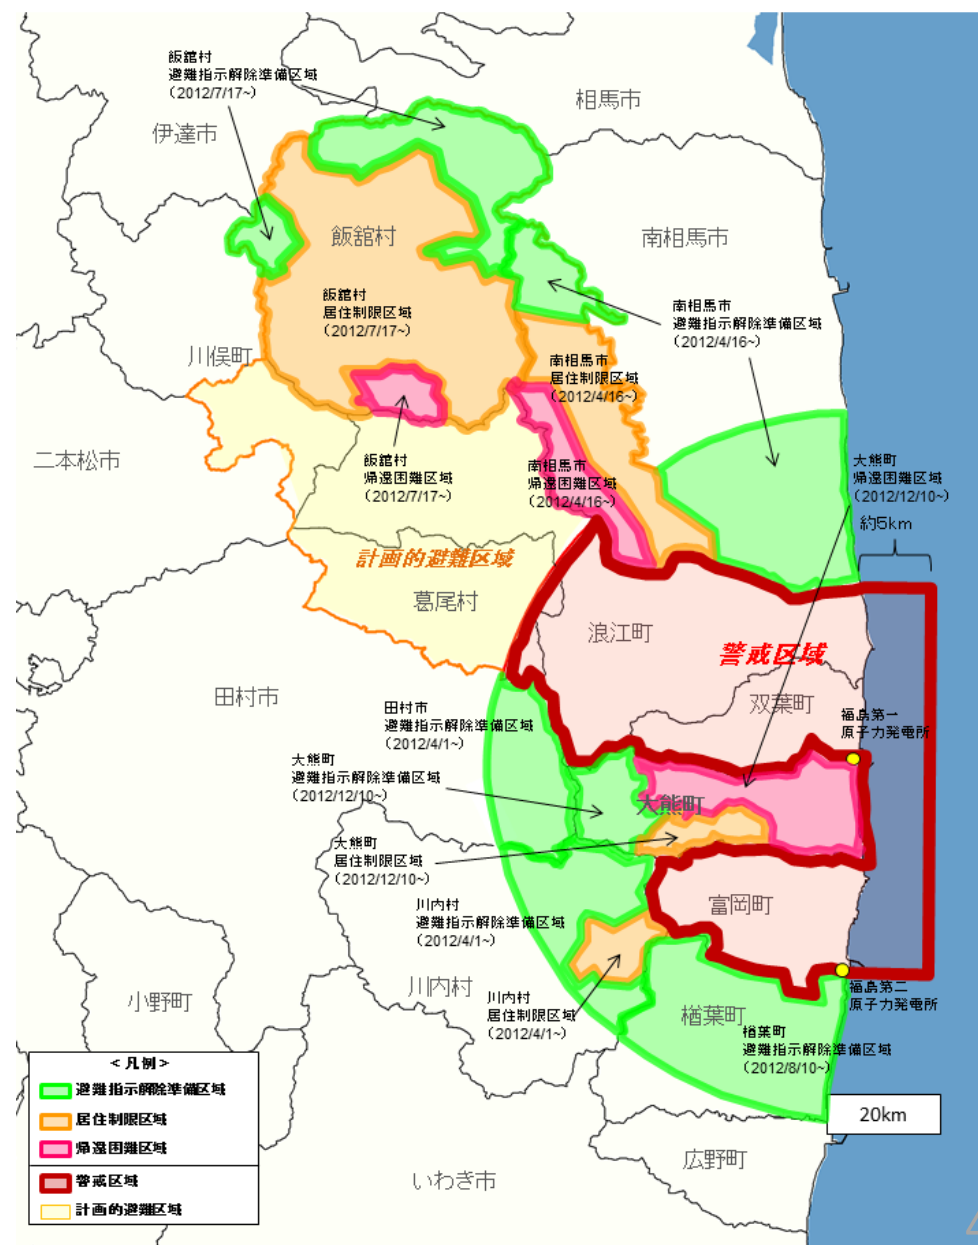 飯舘村
避難指示解除準備区域
(2012/7/17~)
相馬市
伊達市
飯舘村
南相馬市
飯舘村
居住制限区域
(2012/7/17~)
南相馬市
避難指示解除準備区域
(2012/4/16~)
川俣町
南相馬市
居住制限区域
(2012/4/16~)
二本松市
飯舘村
帰還困難区域
(2012/7/17~)
南相馬市
帰還困難区域
(2012/4/16~)
大熊町
帰還困難区域
(2012/12/10~)
約5km
計画的避難区域
葛尾村
浪江町
警戒区域
田村市
双葉町
田村市
避難指示解除準備区域
(2012/4/1~)
福島第一
原子力発電所
大熊町
避難指示解除準備区域
(2012/12/10~)
大熊町
大熊町
居住制限区域
(2012/12/10~)
川内村
避難指示解除準備区域
(2012/4/1~)
富岡町
川内村
小野町
川内村
居住制限区域
(2012/4/1~)
福島第二
原子力発電所
楢葉町
楢葉町
避難指示解除準備区域
(2012/8/10~)
20km
広野町
いわき市
<凡例>
避難指示解除準備区域
居住制限区域
帰還困難区域
警戒区域
計画的避難区域